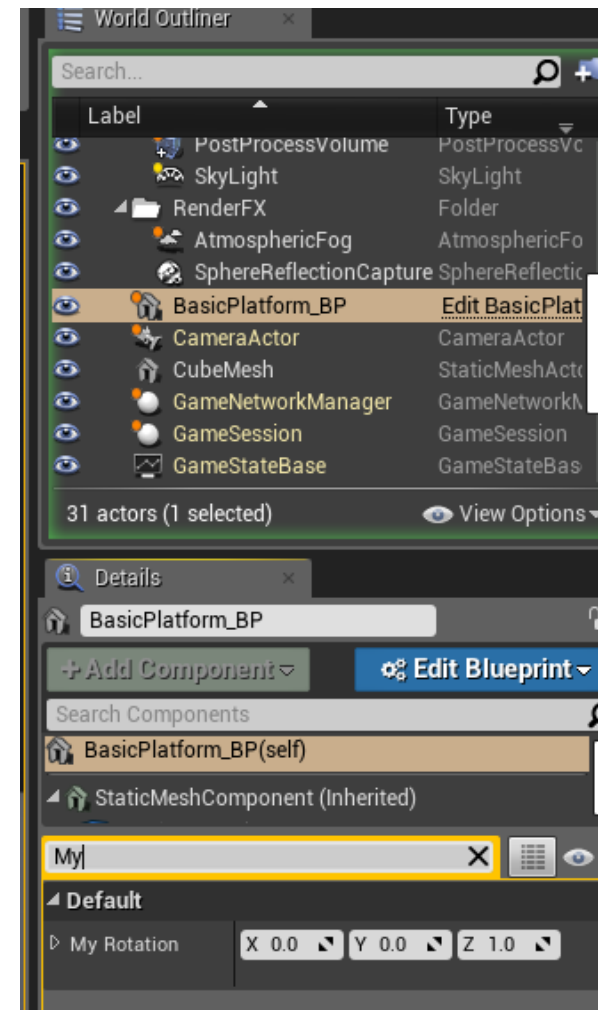 World Outliner
Search...
Label Type
PostProcessVolume PostProcessVc
SkyLight SkyLight
RenderFX Folder
AtmosphericFog AtmosphericFo
SphereReflectionCapture SphereReflectic
BasicPlatform_BP Edit BasicPlat
CameraActor CameraActor
CubeMesh StaticMeshActo
GameNetworkManager GameNetworkM
GameSession GameSession
GameStateBase GameStateBas
31 actors (1 selected) View Options
Details
BasicPlatform_BP
+Add Component Edit Blueprint
Search Components
BasicPlatform_BP(self)
StaticMeshComponent (Inherited)
My
Default
My Rotation X 0.0 Y 0.0 Z 1.0